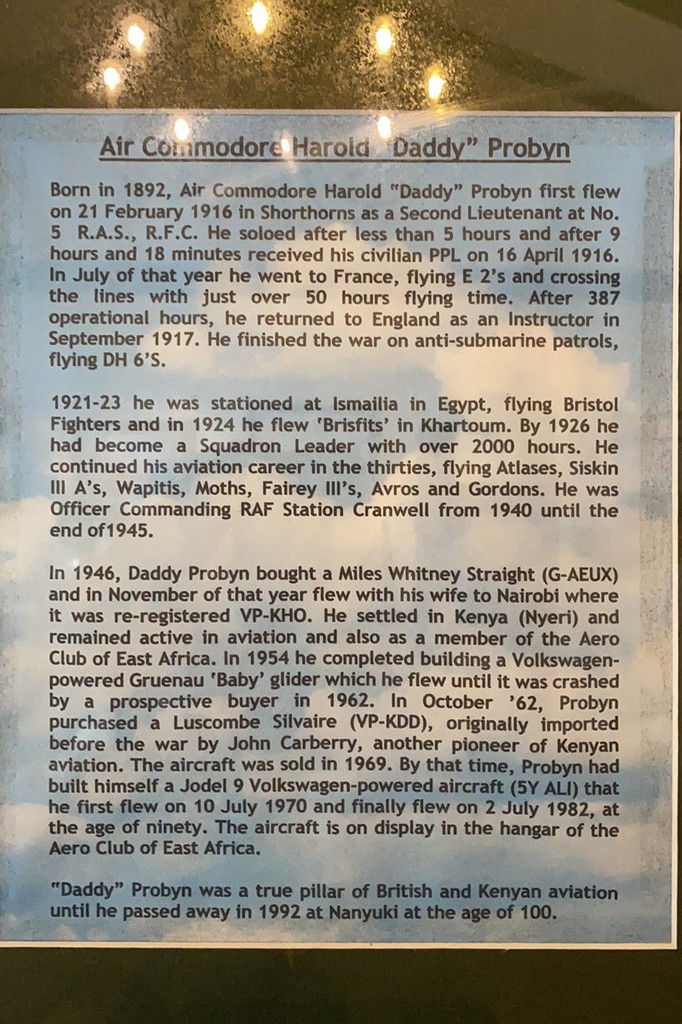 Air Commodore Harold "Daddy" Probyn
Born in 1892, Air Commodore Harold "Daddy" Probyn first flew
on 21 February 1916 in Shorthorns as a Second Lieutenant at No.
5 R.A.S., R.F.C. He soloed after less than 5 hours and after 9
hours and 18 minutes received his civilian PPL on 16 April 1916.
In July of that year he went to France, flying E 2's and crossing
the lines with just over 50 hours flying time. After 387
operational hours, he returned to England as an Instructor in
September 1917. He finished the war on anti-submarine patrols,
flying DH 6'S.
1921-23 he was stationed at Ismailia in Egypt, flying Bristol
Fighters and in 1924 he flew 'Brisfits' in Khartoum. By 1926 he
had become a Squadron Leader with over 2000 hours. He
continued his aviation career in the thirties, flying Atlases, Siskin
III A's, Wapitis, Moths, Fairey III's, Avros and Gordons. He was
Officer Commanding RAF Station Cranwell from 1940 until the
end of1945.
In 1946, Daddy Probyn bought a Miles Whitney Straight (G-AEUX)
and in November of that year flew with his wife to Nairobi where
it was re-registered VP-KHO. He settled in Kenya (Nyeri) and
remained active in aviation and also as a member of the Aero
Club of East Africa. In 1954 he completed building a Volkswagen-
powered Gruenau 'Baby' glider which he flew until it was crashed
by a prospective buyer in 1962. In October '62, Probyn
purchased a Luscombe Silvaire (VP-KDD), originally imported
before the war by John Carberry, another pioneer of Kenyan
aviation. The aircraft was sold in 1969. By that time, Probyn had
built himself a Jodel 9 Volkswagen-powered aircraft (5Y ALI) that
he first flew on 10 July 1970 and finally flew on 2 July 1982, at
the age of ninety. The aircraft is on display in the hangar of the
Aero Club of East Africa.
"Daddy" Probyn was a true pillar of British and Kenyan aviation
until he passed away in 1992 at Nanyuki at the age of 100.